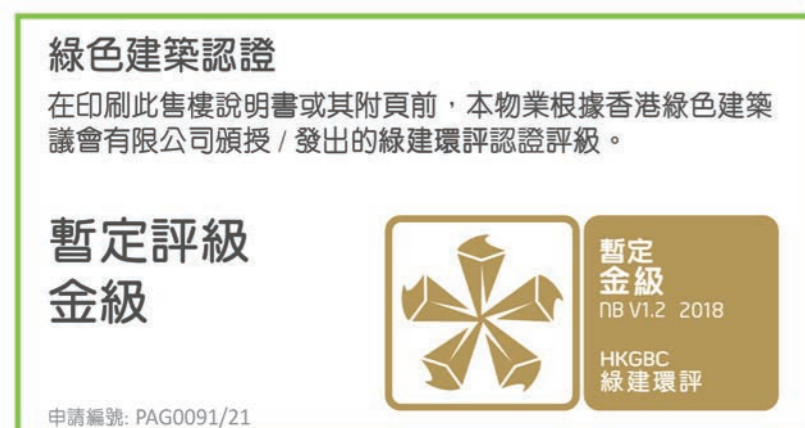 綠色建築認證
在印刷此售樓說明書或其附頁前，本物業根據香港綠色建築
議會有限公司頒授 / 發出的綠建環評認證評級。
暫定評級
金級
暫定
金級
NB V1.2 2018
HKGBC
綠建環評
申請編號: PAG0091/21